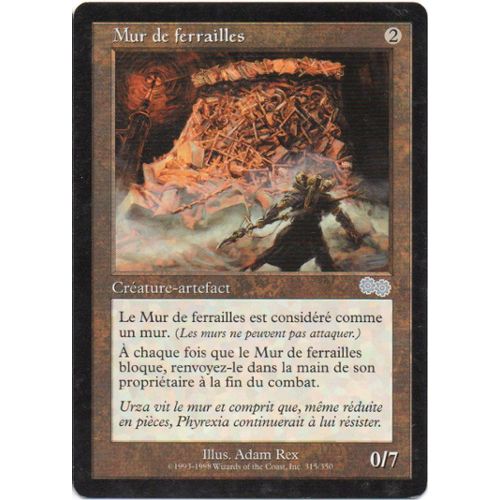 Mur de ferrailles 2
Créature-artefact
Le Mur de ferrailles est considéré comme
un mur. (Les murs ne peuvent pas attaquer.)
À chaque fois que le Mur de ferrailles
bloque, renvoyez-le dans la main de son
propriétaire à la fin du combat.
Urza vit le mur et comprit que, même réduite
en pièces, Phyrexia continuerait à lui résister.
Illus. Adam Rex
©1993-1998 Wizards of the Coast, Inc. 315/350
0/7